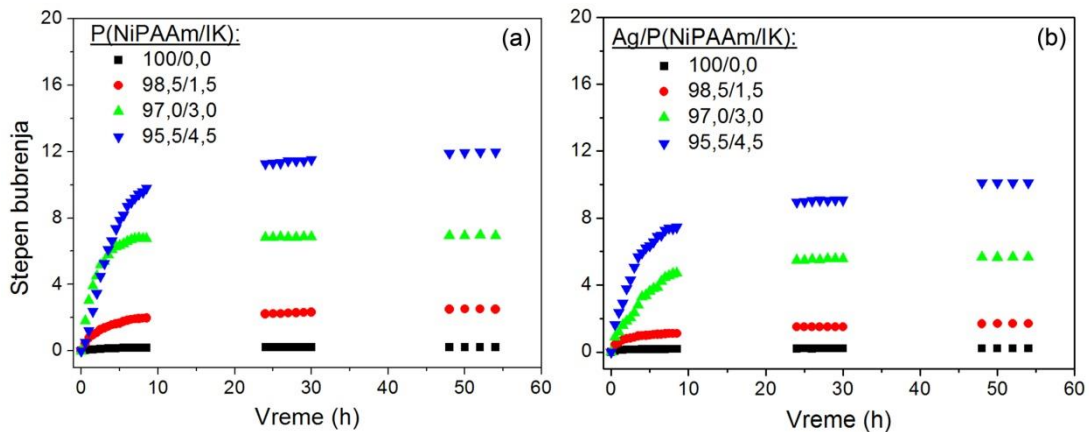 P(NiPAAm/IK):
(a)
100/0,0
98,5/1,5
97,0/3,0
95,5/4,5
20
16
12
8
4
0
Stepen bubrenja
0 10 20 30 40 50 60
Vreme (h)
Ag/P(NiPAAm/IK):
(b)
100/0,0
98,5/1,5
97,0/3,0
95,5/4,5
20
16
12
8
4
0
0 10 20 30 40 50 60
Vreme (h)